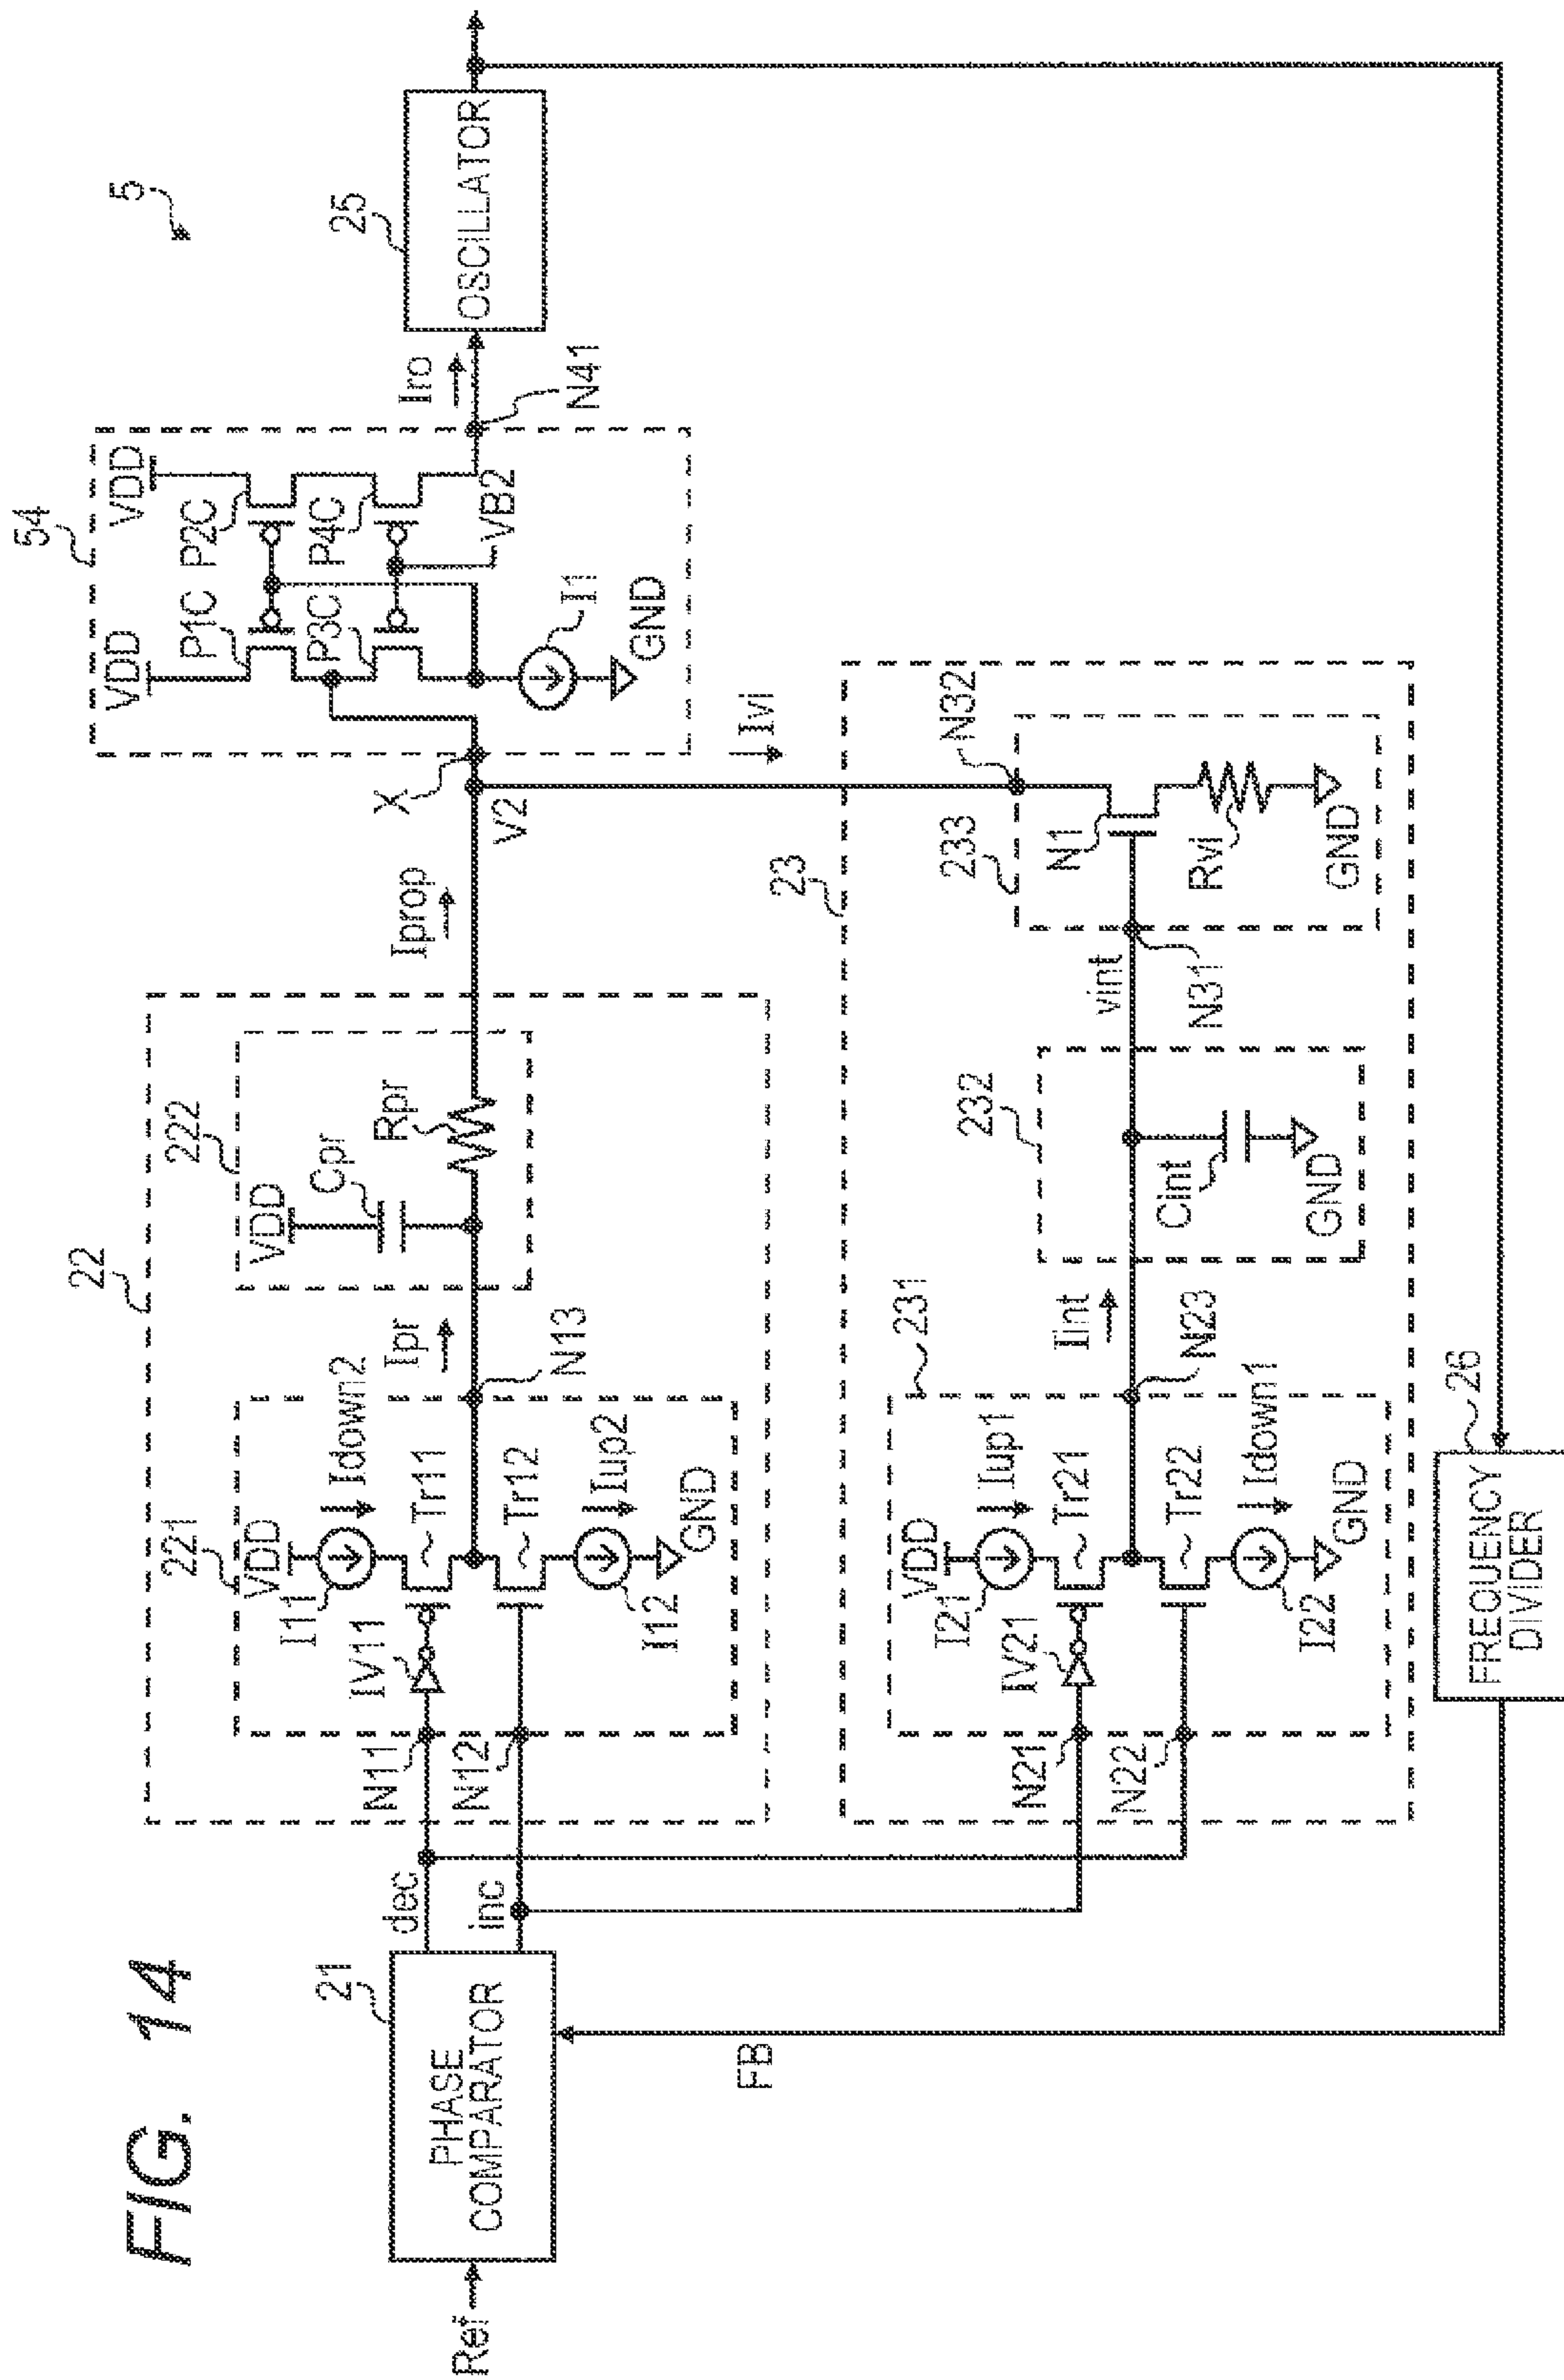 FIG. 14
5
Ref
21
PHASE
COMPARATOR
dec
inc
FB
22
221
N11
N12
IV11
VDD
I11
Idown2
Tr11
Tr12
Iup2
I12
GND
N13
Ipr
222
VDD
Cpr
Rpr
Iprop
V2
X
54
VDD
P1C
P3C
VDD
P2C
P4C
VB2
I1
GND
N41
Iro
25
OSCILLATOR
Ivi
23
231
N21
N22
IV21
VDD
I21
Iup1
Tr21
Tr22
Idown1
I22
GND
N23
Iint
232
Cint
GND
vint
N31
233
N32
N1
Rvi
GND
26
FREQUENCY
DIVIDER